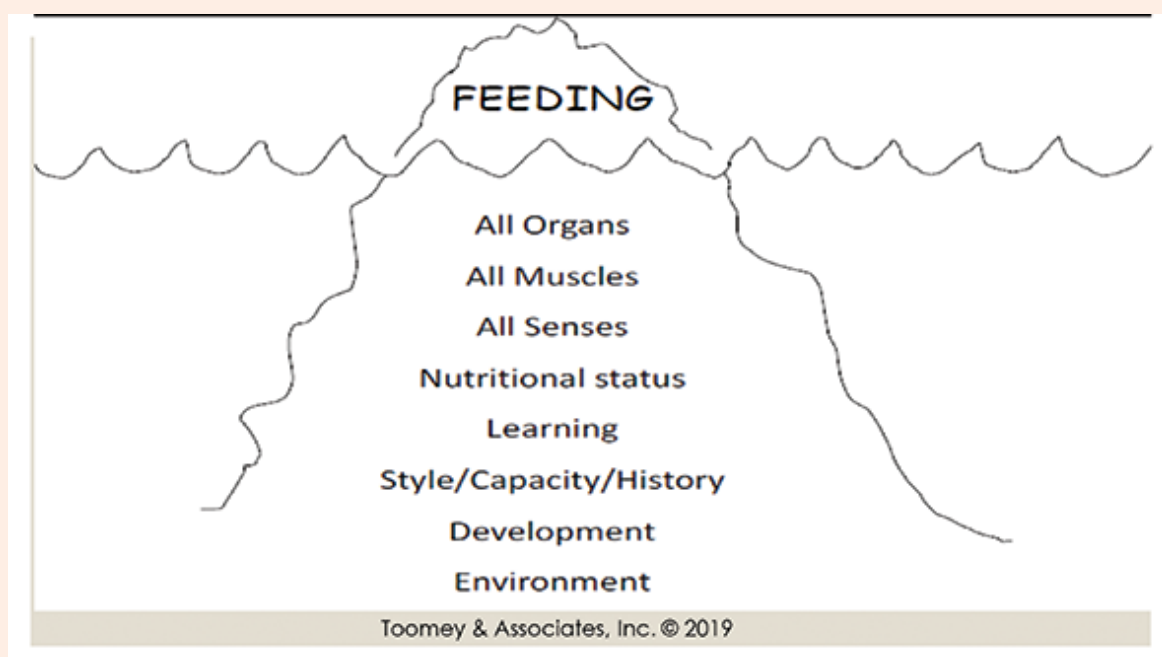 FEEDING
All Organs
All Muscles
All Senses
Nutritional status
Learning
Style/Capacity/History
Development
Environment
Toomey & Associates, Inc. © 2019